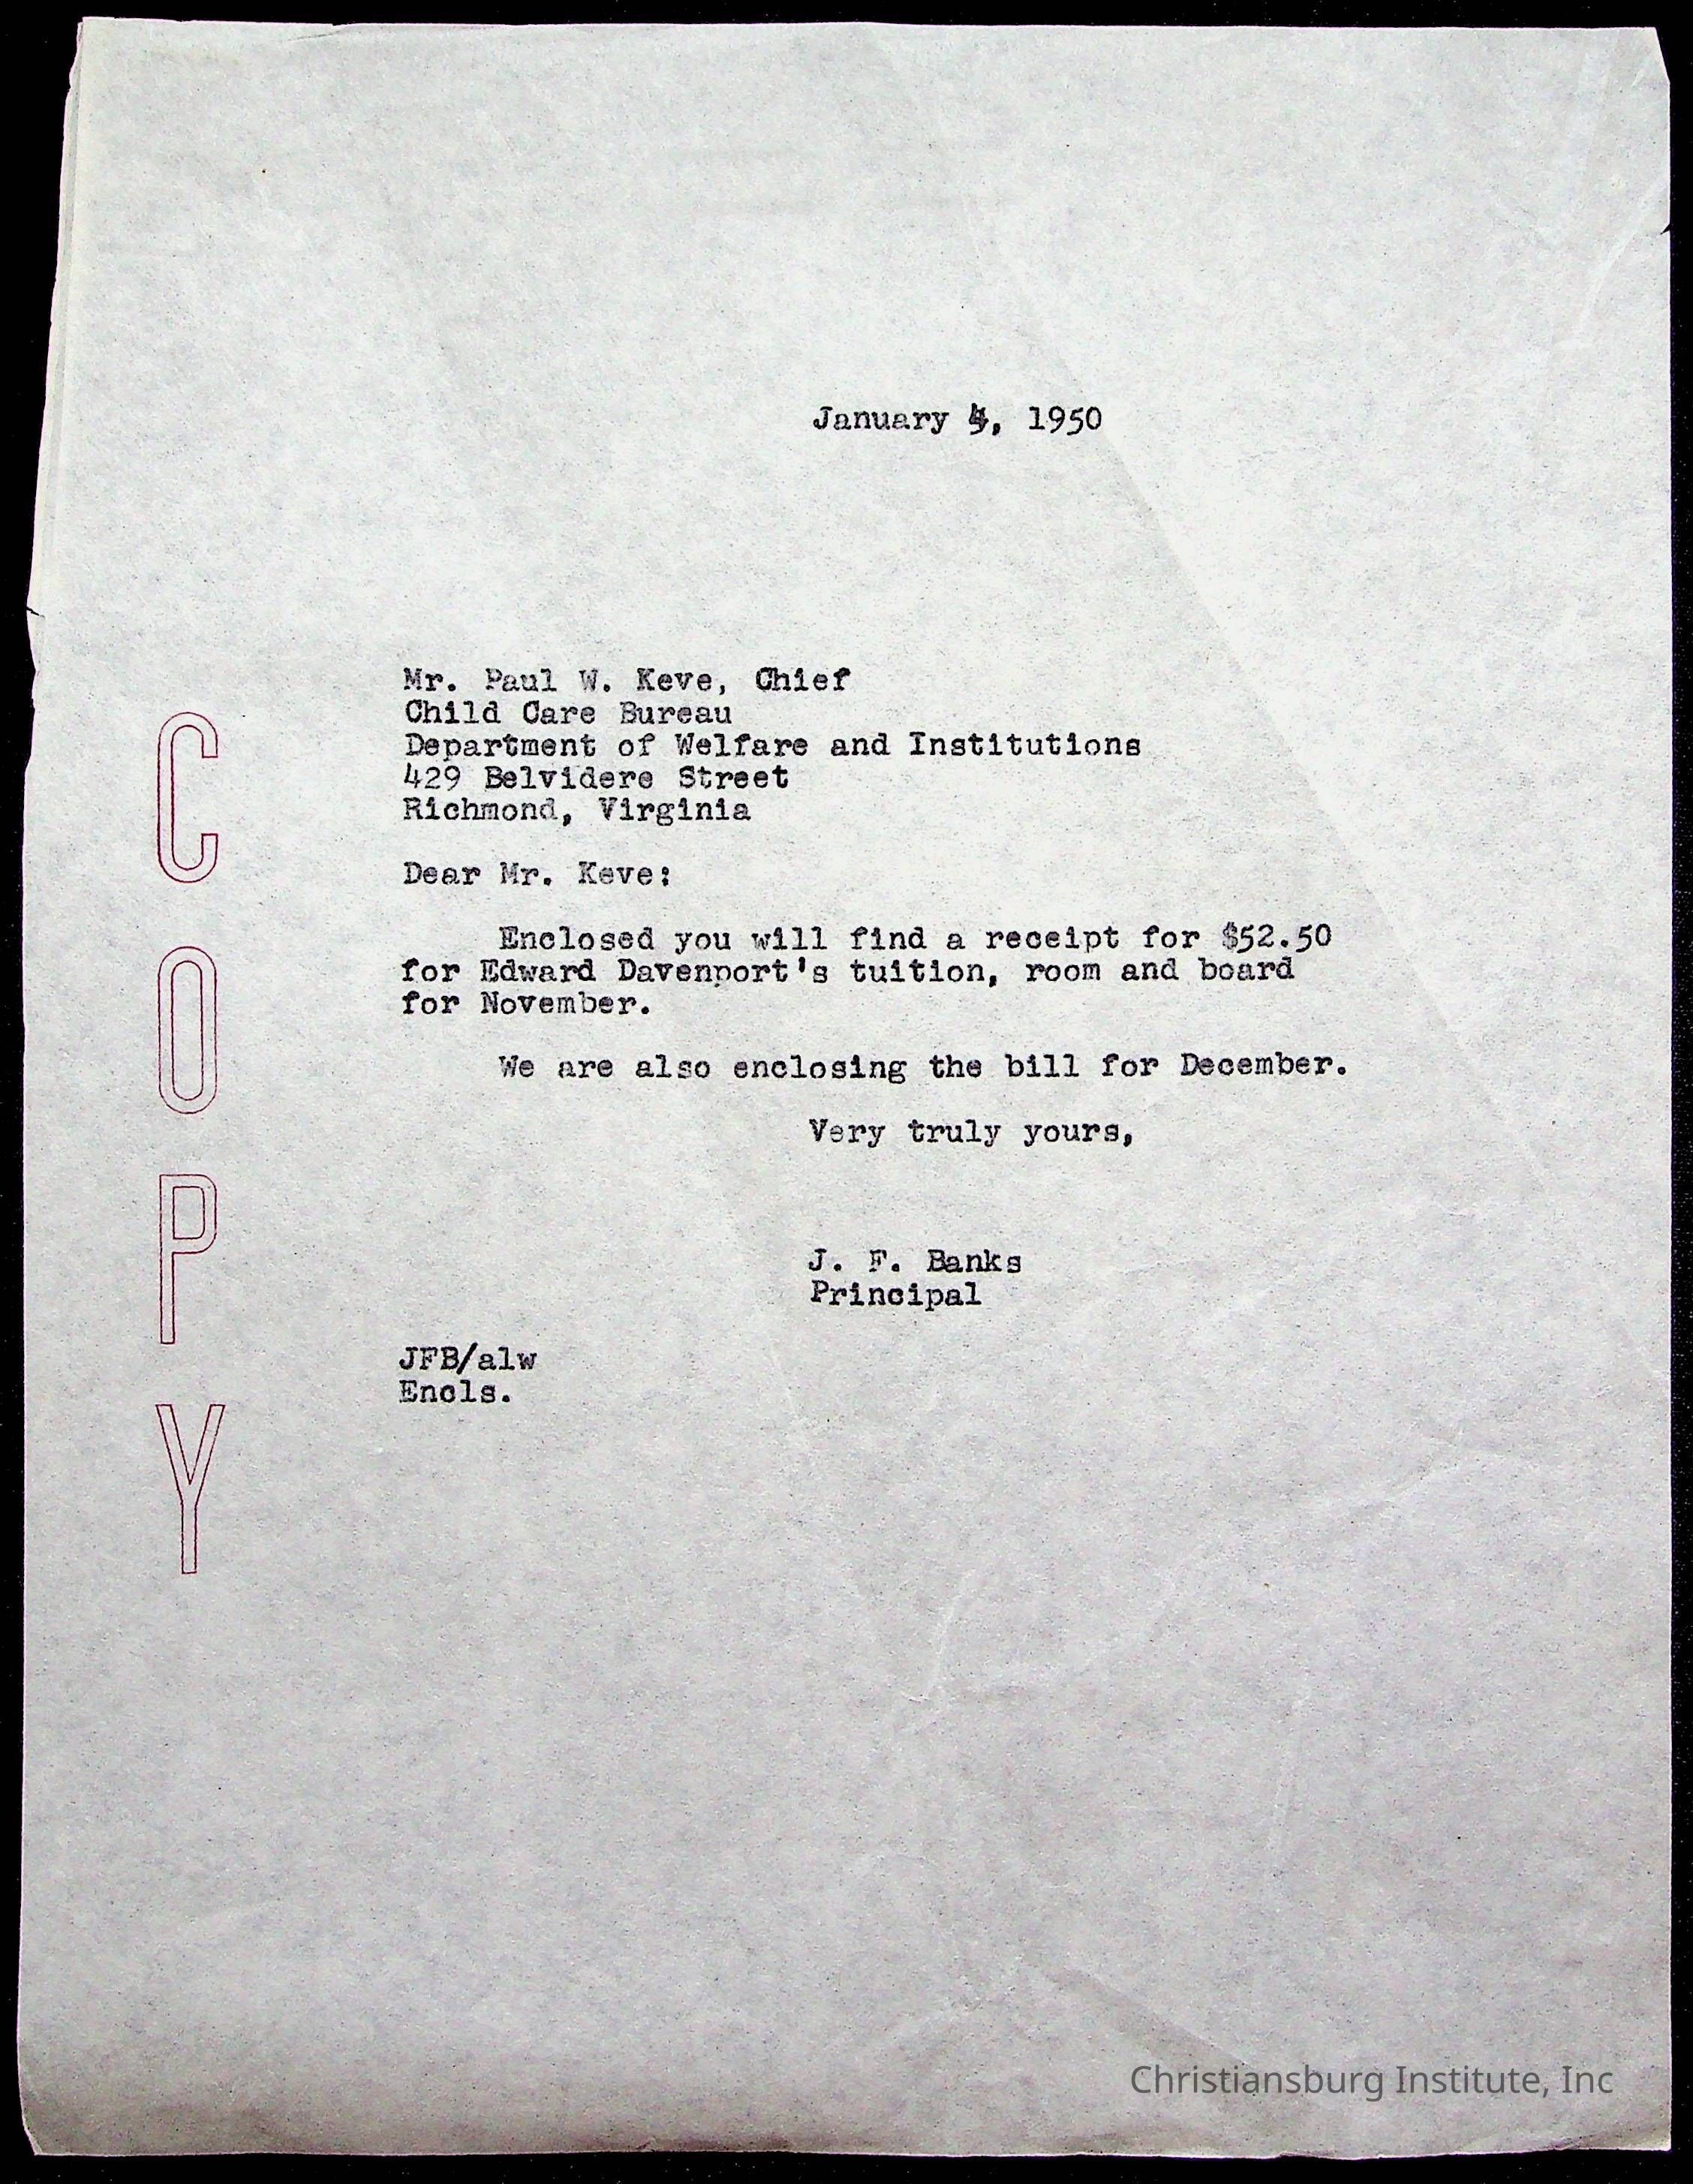 January , 1950
Mr. Paul W. Keve, Chief
Child Care Bureau
Department of Welfare and Institutions
429 Belvidere Street
Richmond, Virginia
Dear Mr. Keve:
Enclosed you will find a receipt for $52.50
for Edward Davenport's tuition, room and board
for November.
We are also enclosing the bill for December.
Very truly yours,
J. F. Banks
Principal
JFB/alw
Encls.
COPY
Christiansburg Institute, Inc